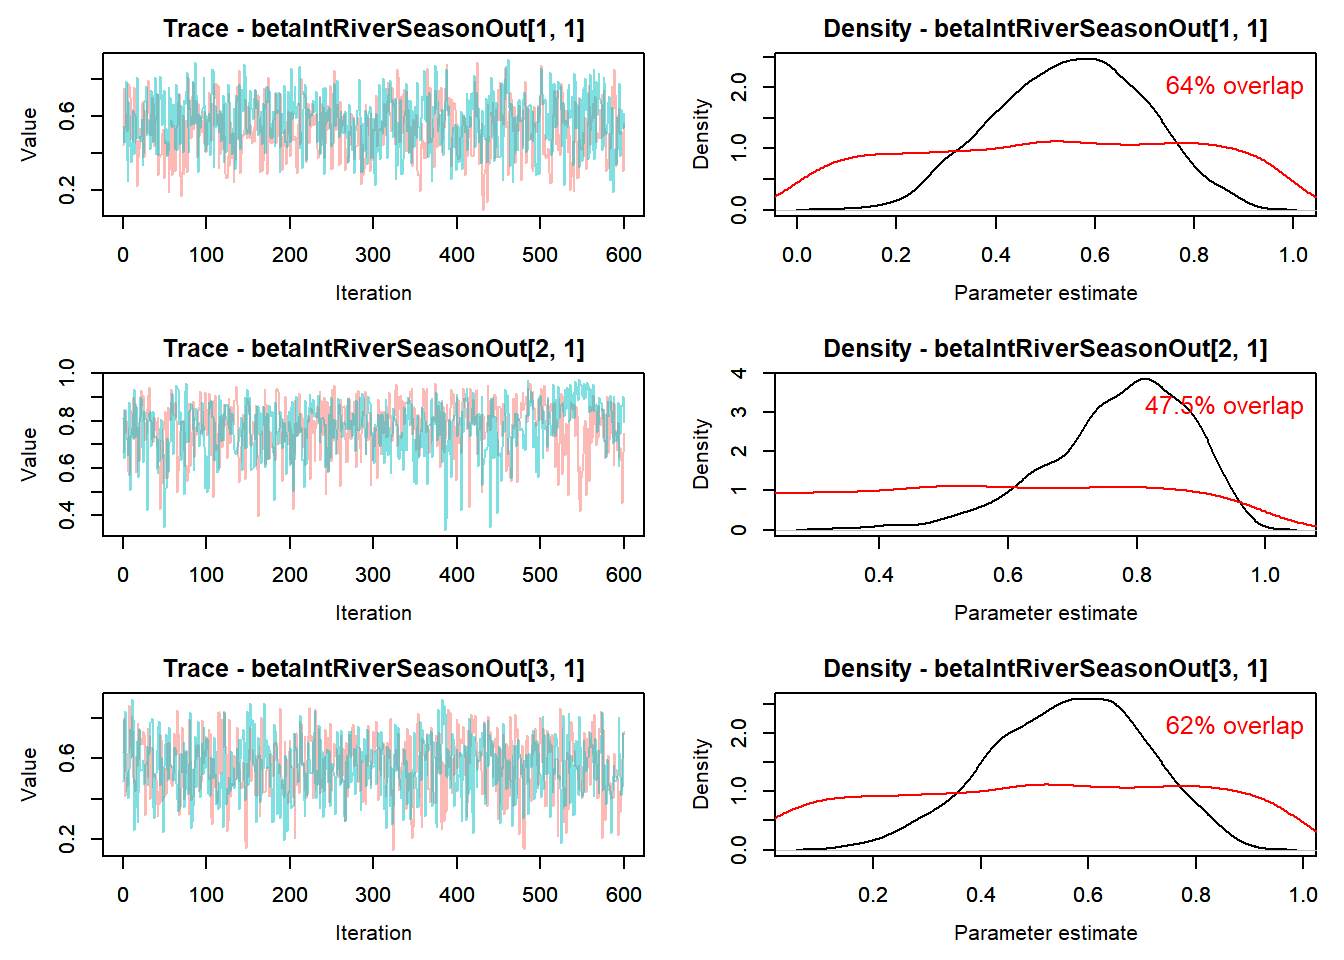 Trace - betaIntRiverSeasonOut[1, 1]
Value
0.2 0.6
0 100 200 300 400 500 600
Iteration
Density - betaIntRiverSeasonOut[1, 1]
64% overlap
Density
0.0 1.0 2.0
0.0 0.2 0.4 0.6 0.8 1.0
Parameter estimate
Trace - betaIntRiverSeasonOut[2, 1]
Value
0.4 0.6 0.8 1.0
0 100 200 300 400 500 600
Iteration
Density - betaIntRiverSeasonOut[2, 1]
47.5% overlap
Density
0 1 2 3 4
0.4 0.6 0.8 1.0
Parameter estimate
Trace - betaIntRiverSeasonOut[3, 1]
Value
0.2 0.6
0 100 200 300 400 500 600
Iteration
Density - betaIntRiverSeasonOut[3, 1]
62% overlap
Density
0.0 1.0 2.0
0.2 0.4 0.6 0.8 1.0
Parameter estimate